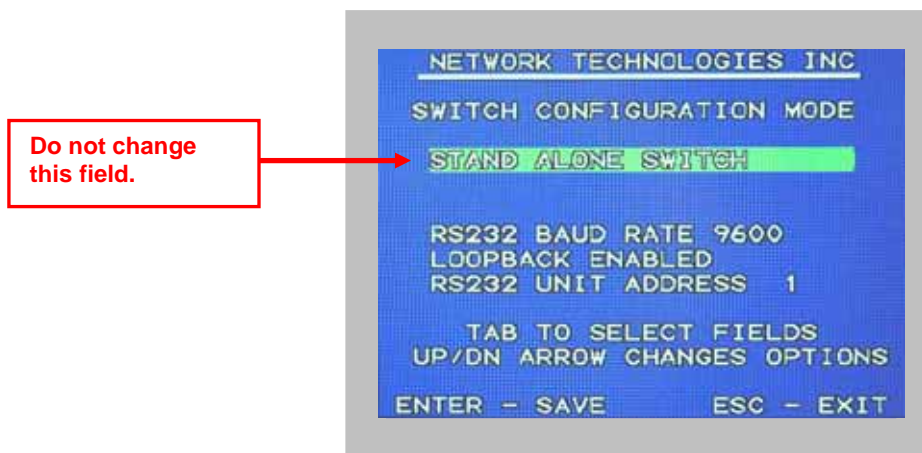 Do not change
this field.
NETWORK TECHNOLOGIES INC
SWITCH CONFIGURATION MODE
STAND ALONE SWITCH
RS232 BAUD RATE 9600
LOOPBACK ENABLED
RS232 UNIT ADDRESS 1
TAB TO SELECT FIELDS
UP/DN ARROW CHANGES OPTIONS
ENTER – SAVE ESC – EXIT